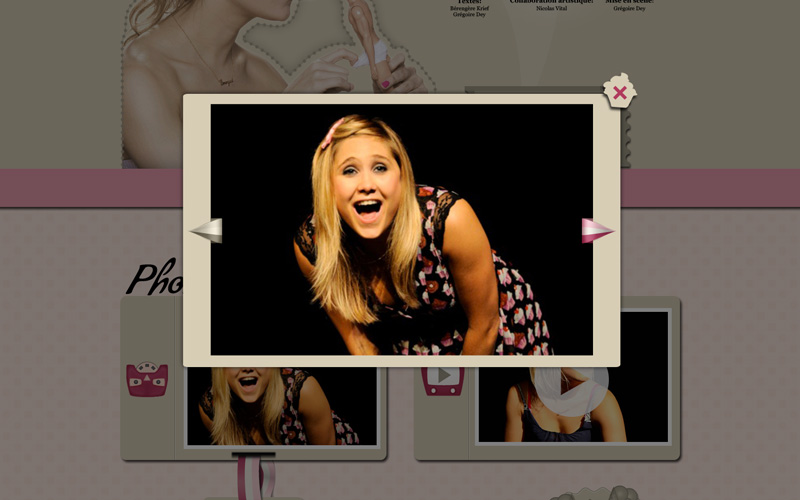 Textes:
Bérengère Krief
Grégoire Dey
Collaboration artistique:
Nicolas Vital
Mise en scène:
Grégoire Dey
Pho